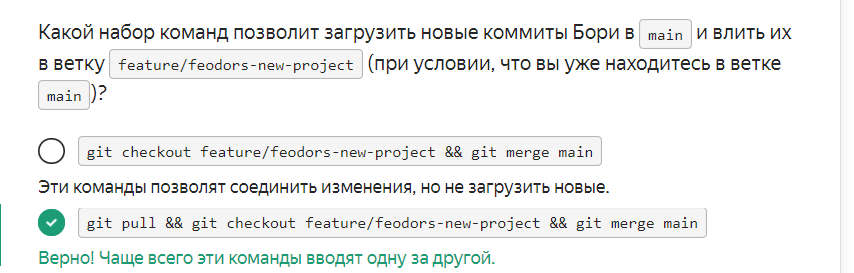 Какой набор команд позволит загрузить новые коммиты Бори в main и влить их
в ветку feature/feodors-new-project (при условии, что вы уже находитесь в ветке
main )?
git checkout feature/feodors-new-project && git merge main
Эти команды позволят соединить изменения, но не загрузить новые.
git pull && git checkout feature/feodors-new-project && git merge main
Верно! Чаще всего эти команды вводят одну за другой.